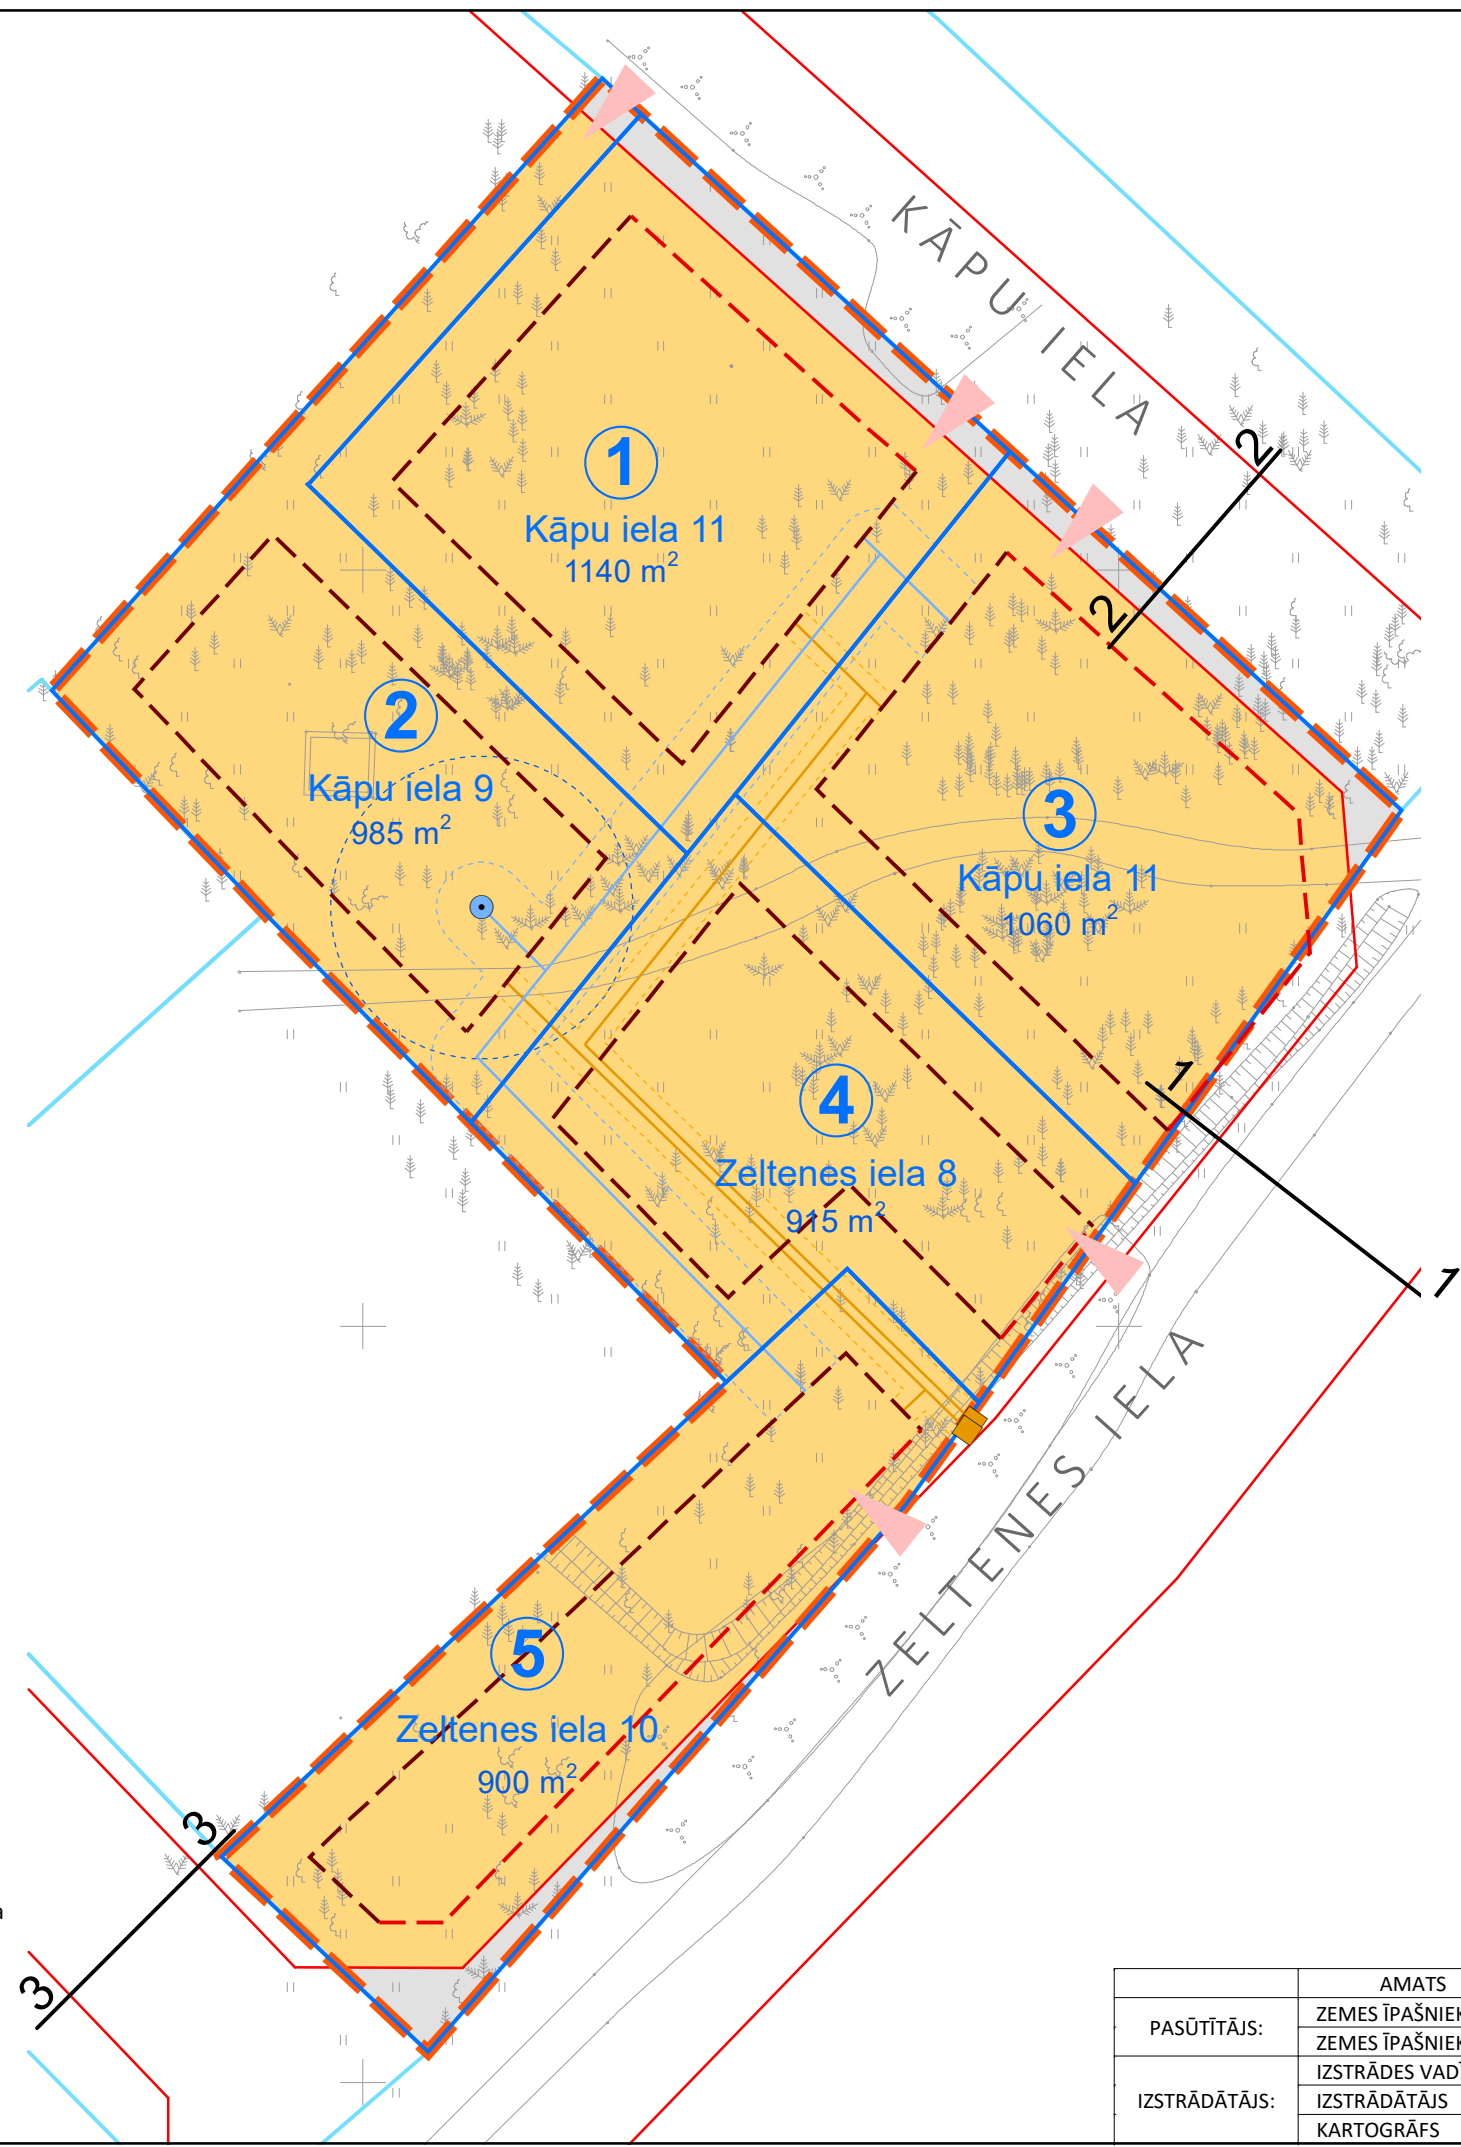 KĀPU IELA
1
Kāpu iela 11
1140 m²
2
2
2
Kāpu iela 9
985 m²
3
Kāpu iela 11
1060 m²
1
4
Zeltenes iela 8
915 m²
1
ZELTENES IELA
5
Zeltenes iela 10
900 m²
3
3
a
AMATS
PASŪTĪTĀJS:
ZEMES ĪPAŠNIEK
ZEMES ĪPAŠNIEK
IZSTRĀDĀTĀJS:
IZSTRĀDES VAD
IZSTRĀDĀTĀJS
KARTOGRĀFS